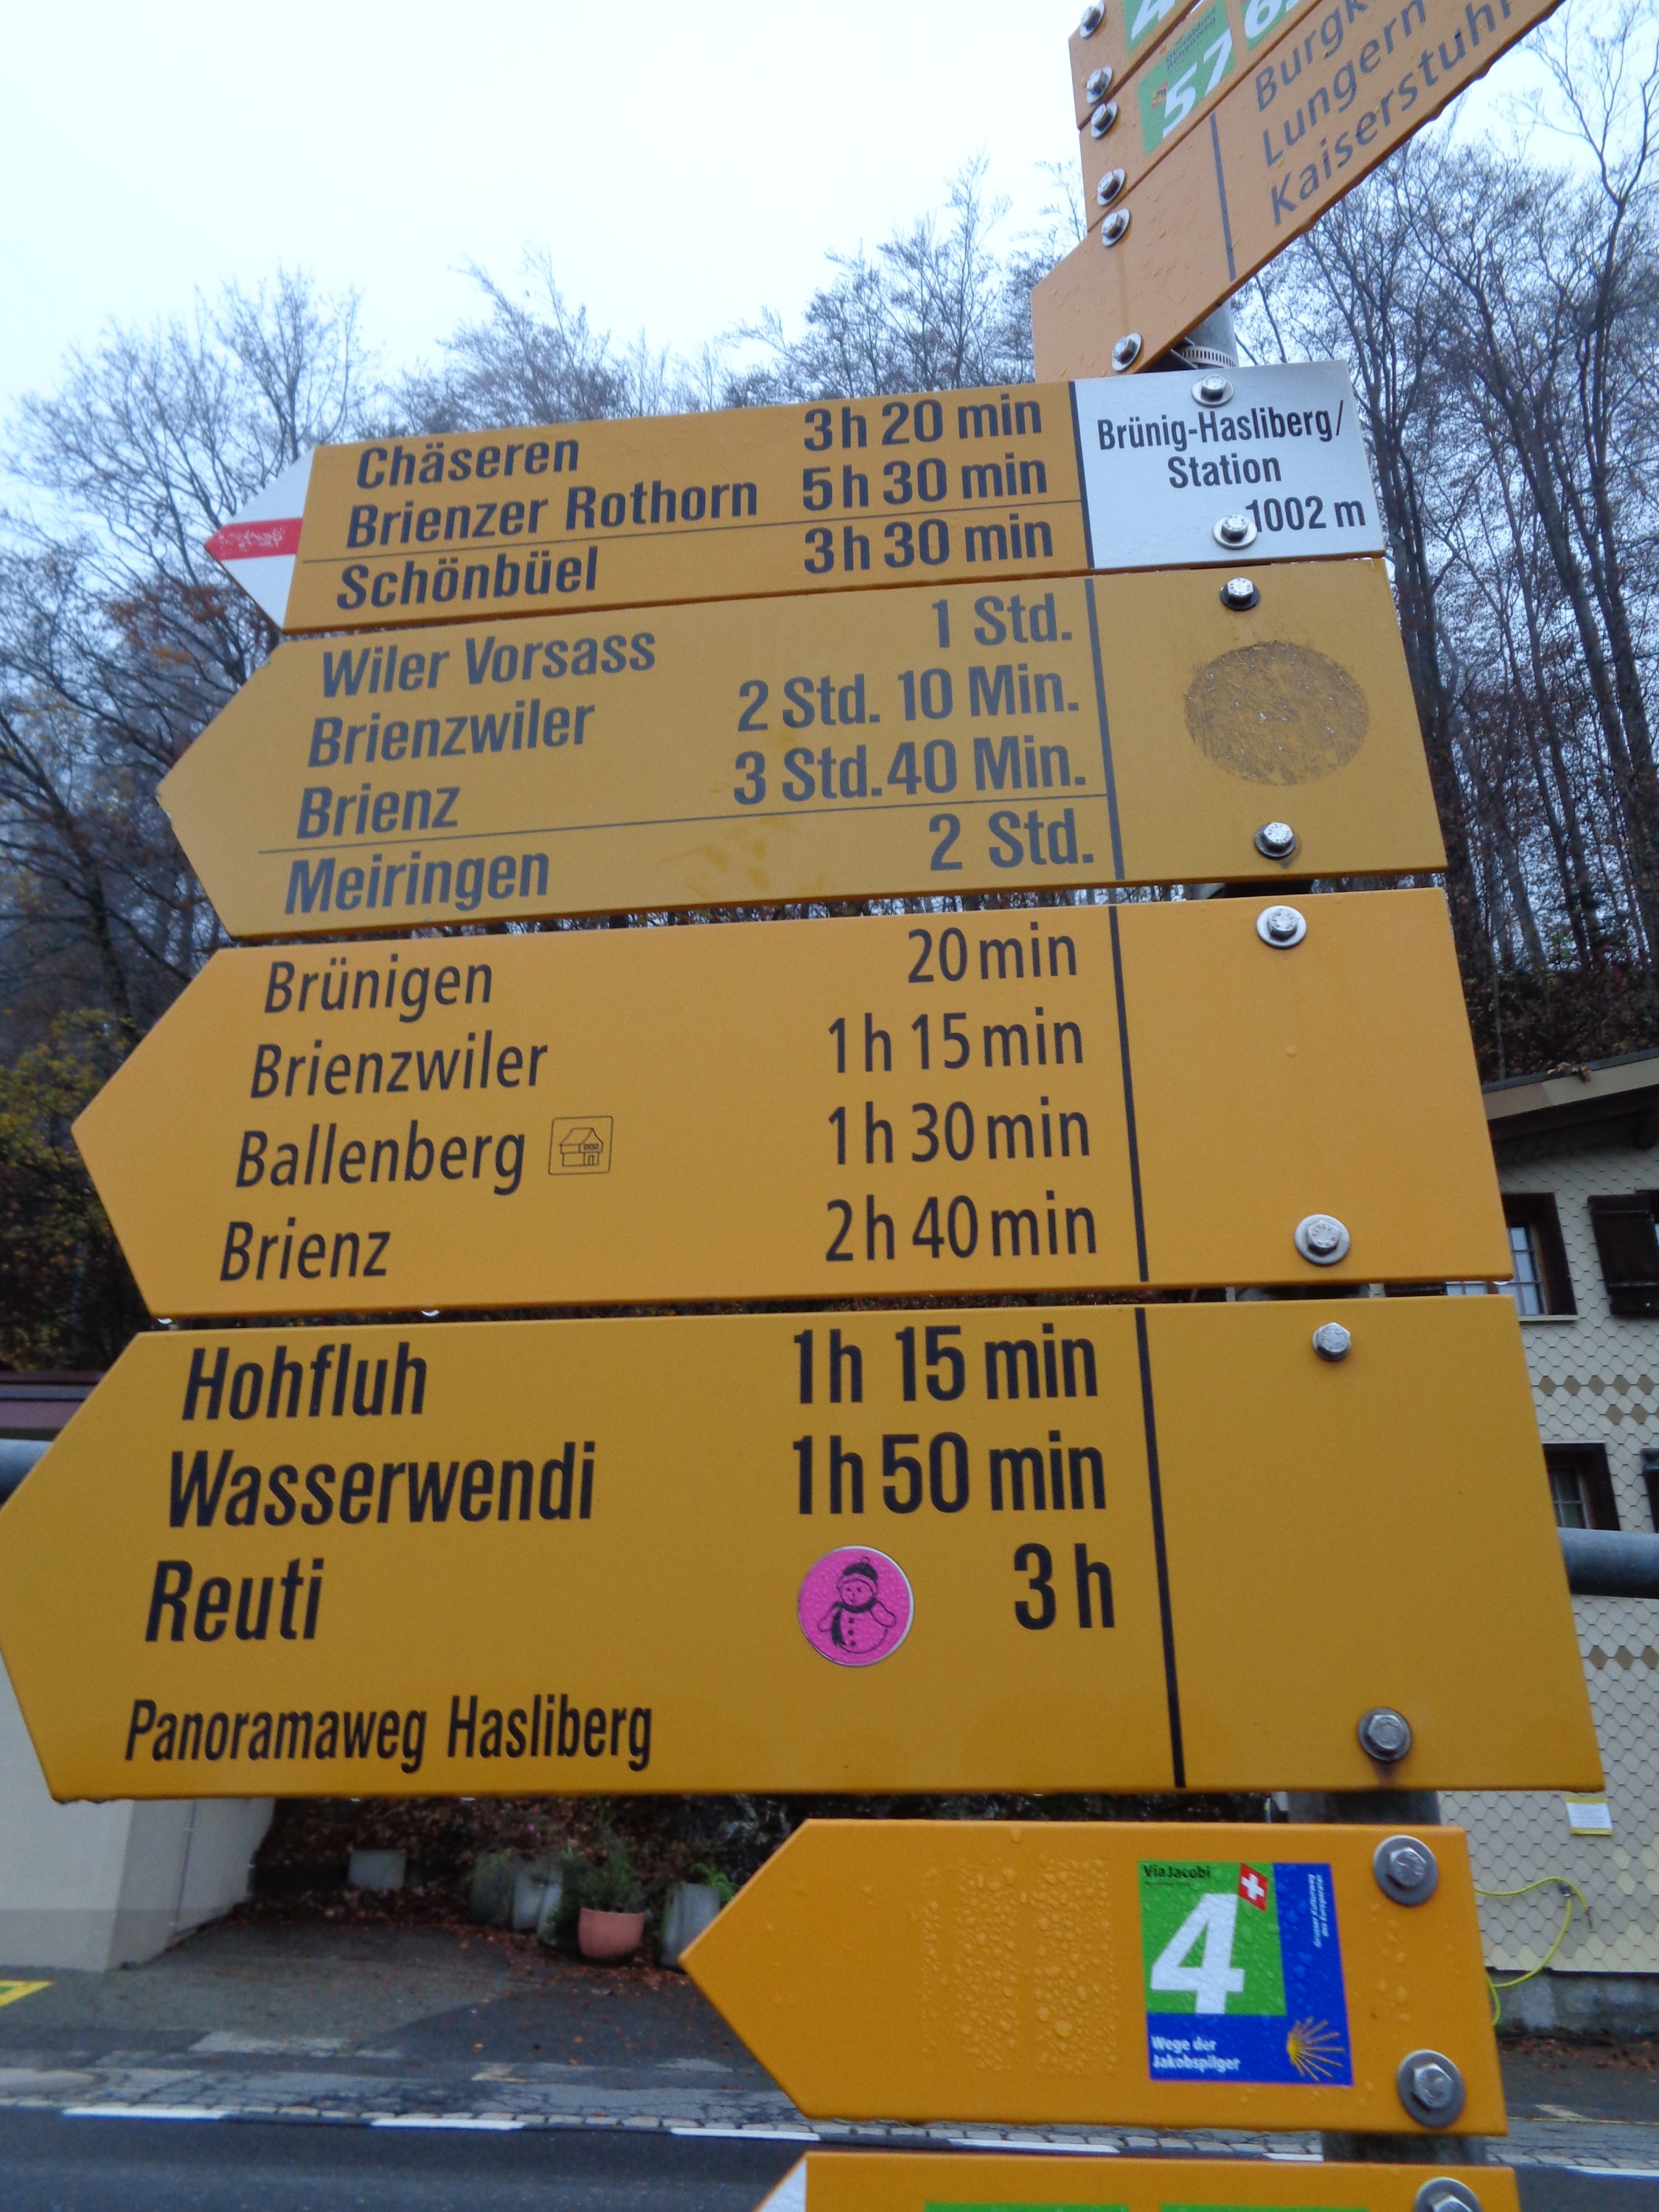 4
57
Burgk
Lungern
Kaiserstuhl
Chäseren 3h 20 min
Brienzer Rothorn 5h 30 min
Schönbüel 3h 30 min
Brünig-Hasliberg/
Station
1002 m
Wiler Vorsass 1 Std.
Brienzwiler 2 Std. 10 Min.
Brienz 3 Std. 40 Min.
Meiringen 2 Std.
Brünigen 20 min
Brienzwiler 1h 15 min
Ballenberg 1h 30 min
Brienz 2h 40 min
Hohfluh 1h 15 min
Wasserwendi 1h 50 min
Reuti 3h
Panoramaweg Hasliberg
ViaJacobi
4
Wege der
Jakobspilger